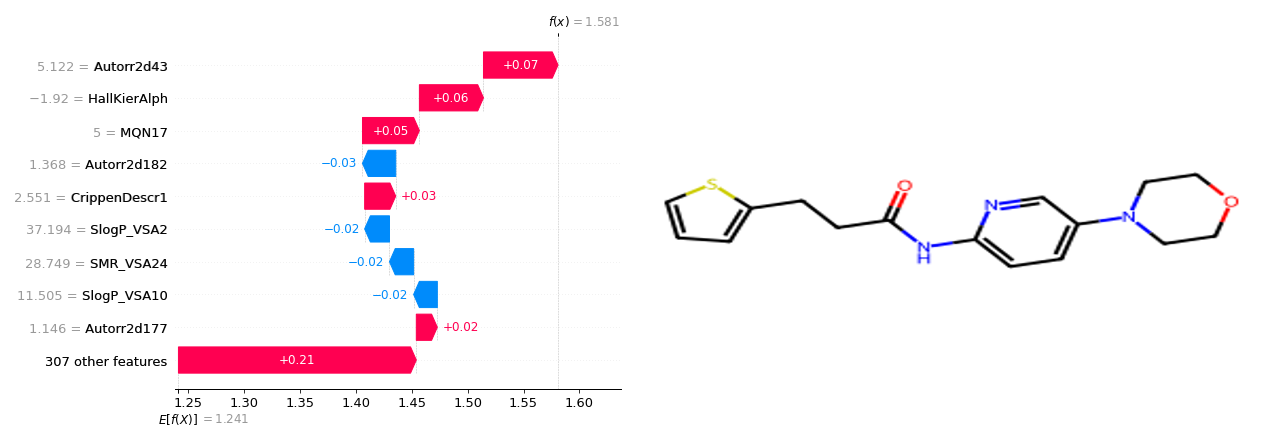 f(x) = 1.581
5.122 = Autorr2d43 +0.07
−1.92 = HallKierAlph +0.06
5 = MQN17 +0.05
1.368 = Autorr2d182 −0.03
2.551 = CrippenDescr1 +0.03
37.194 = SlogP_VSA2 −0.02
28.749 = SMR_VSA24 −0.02
11.505 = SlogP_VSA10 −0.02
1.146 = Autorr2d177 +0.02
307 other features +0.21
1.25 1.30 1.35 1.40 1.45 1.50 1.55 1.60
E[f(X)] = 1.241
S
O
N
N
H
N
O